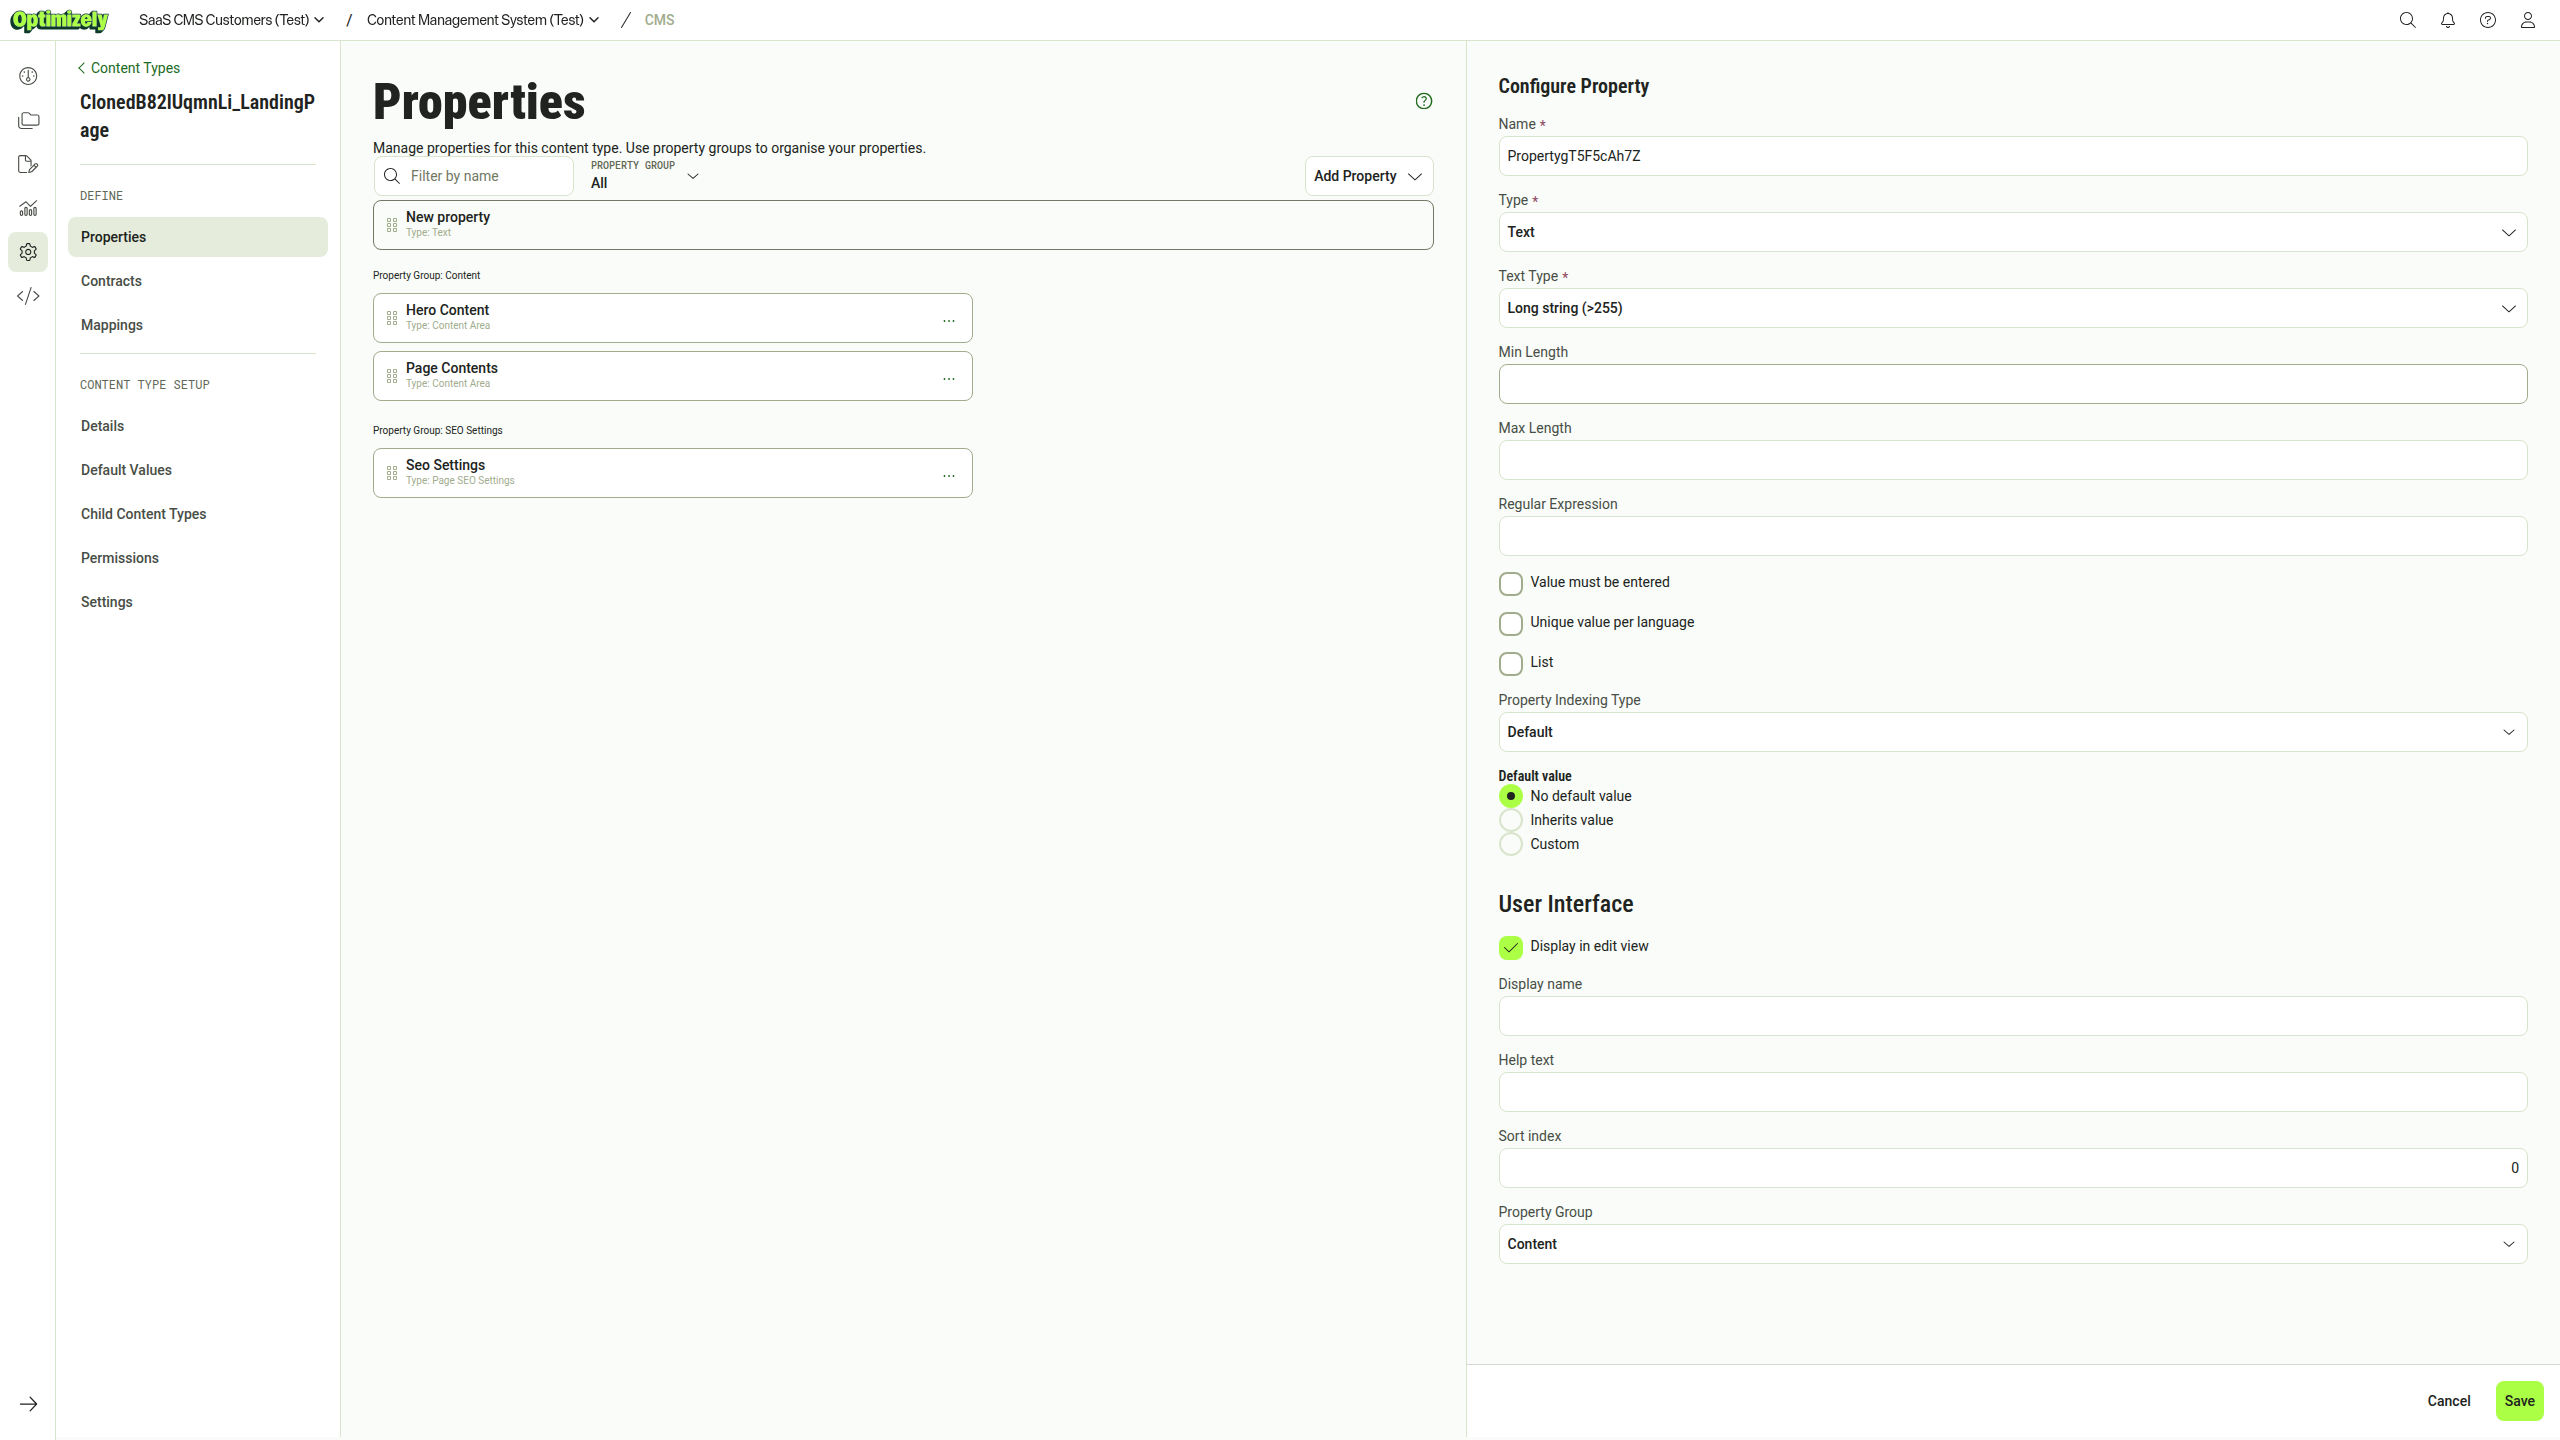 Optimizely
SaaS CMS Customers (Test) / Content Management System (Test) / CMS
Content Types
ClonedB82lUqmnLi_LandingP
age
DEFINE
Properties
Contracts
Mappings
CONTENT TYPE SETUP
Details
Default Values
Child Content Types
Permissions
Settings
Properties
Manage properties for this content type. Use property groups to organise your properties.
Filter by name
PROPERTY GROUP
All
Add Property
New property
Type: Text
Property Group: Content
Hero Content
Type: Content Area
Page Contents
Type: Content Area
Property Group: SEO Settings
Seo Settings
Type: Page SEO Settings
Configure Property
Name *
PropertygT5F5cAh7Z
Type *
Text
Text Type *
Long string (>255)
Min Length
Max Length
Regular Expression
Value must be entered
Unique value per language
List
Property Indexing Type
Default
Default value
No default value
Inherits value
Custom
User Interface
Display in edit view
Display name
Help text
Sort index
0
Property Group
Content
Cancel
Save